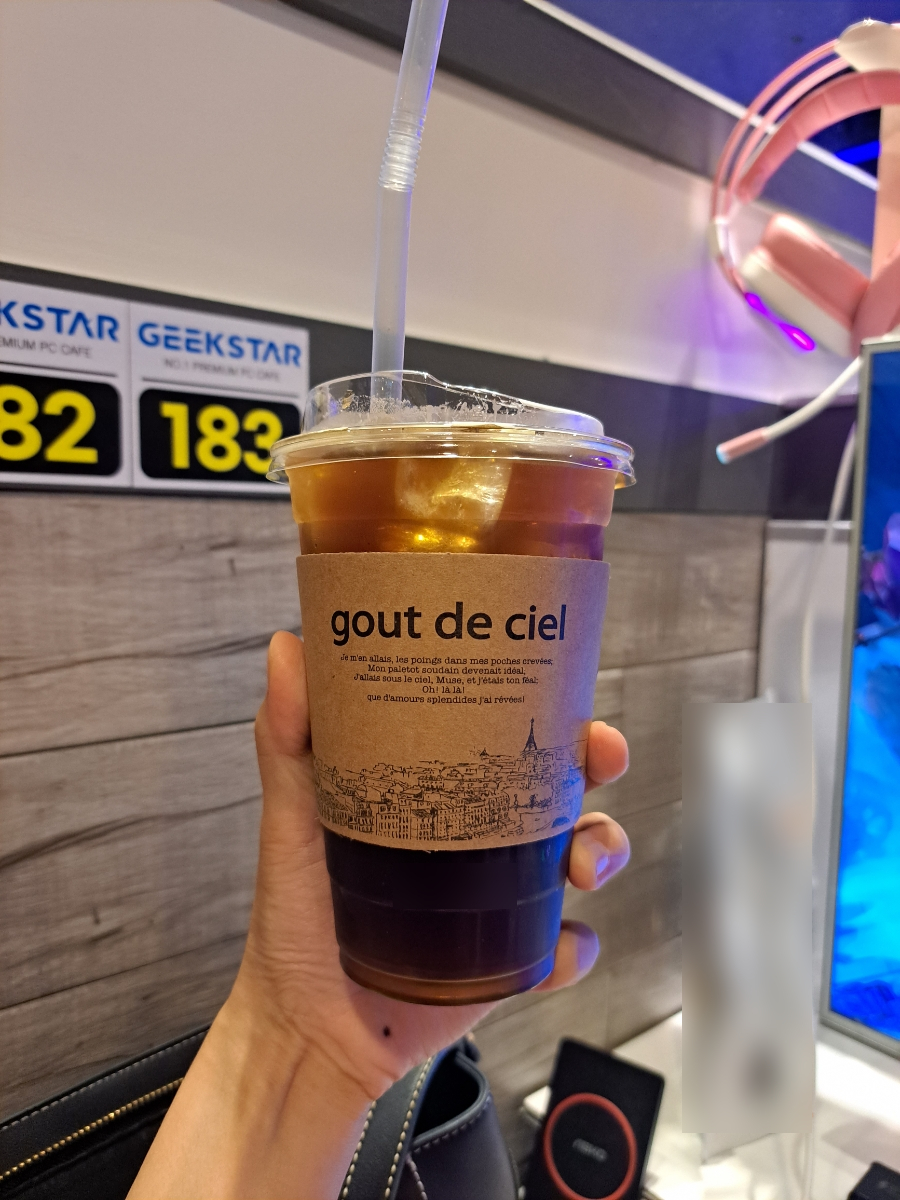 KSTAR
EMIUM PC CAFE
82
GEEKSTAR
NO.1 PREMIUM PC CAFE
183
gout de ciel
Je m'en allais, les poings dans mes poches crevées;
Mon paletot soudain devenait idéal,
J'allais sous le ciel, Muse, et j'étais ton féal;
Oh! là là!
que d'amours splendides j'ai rêvées!